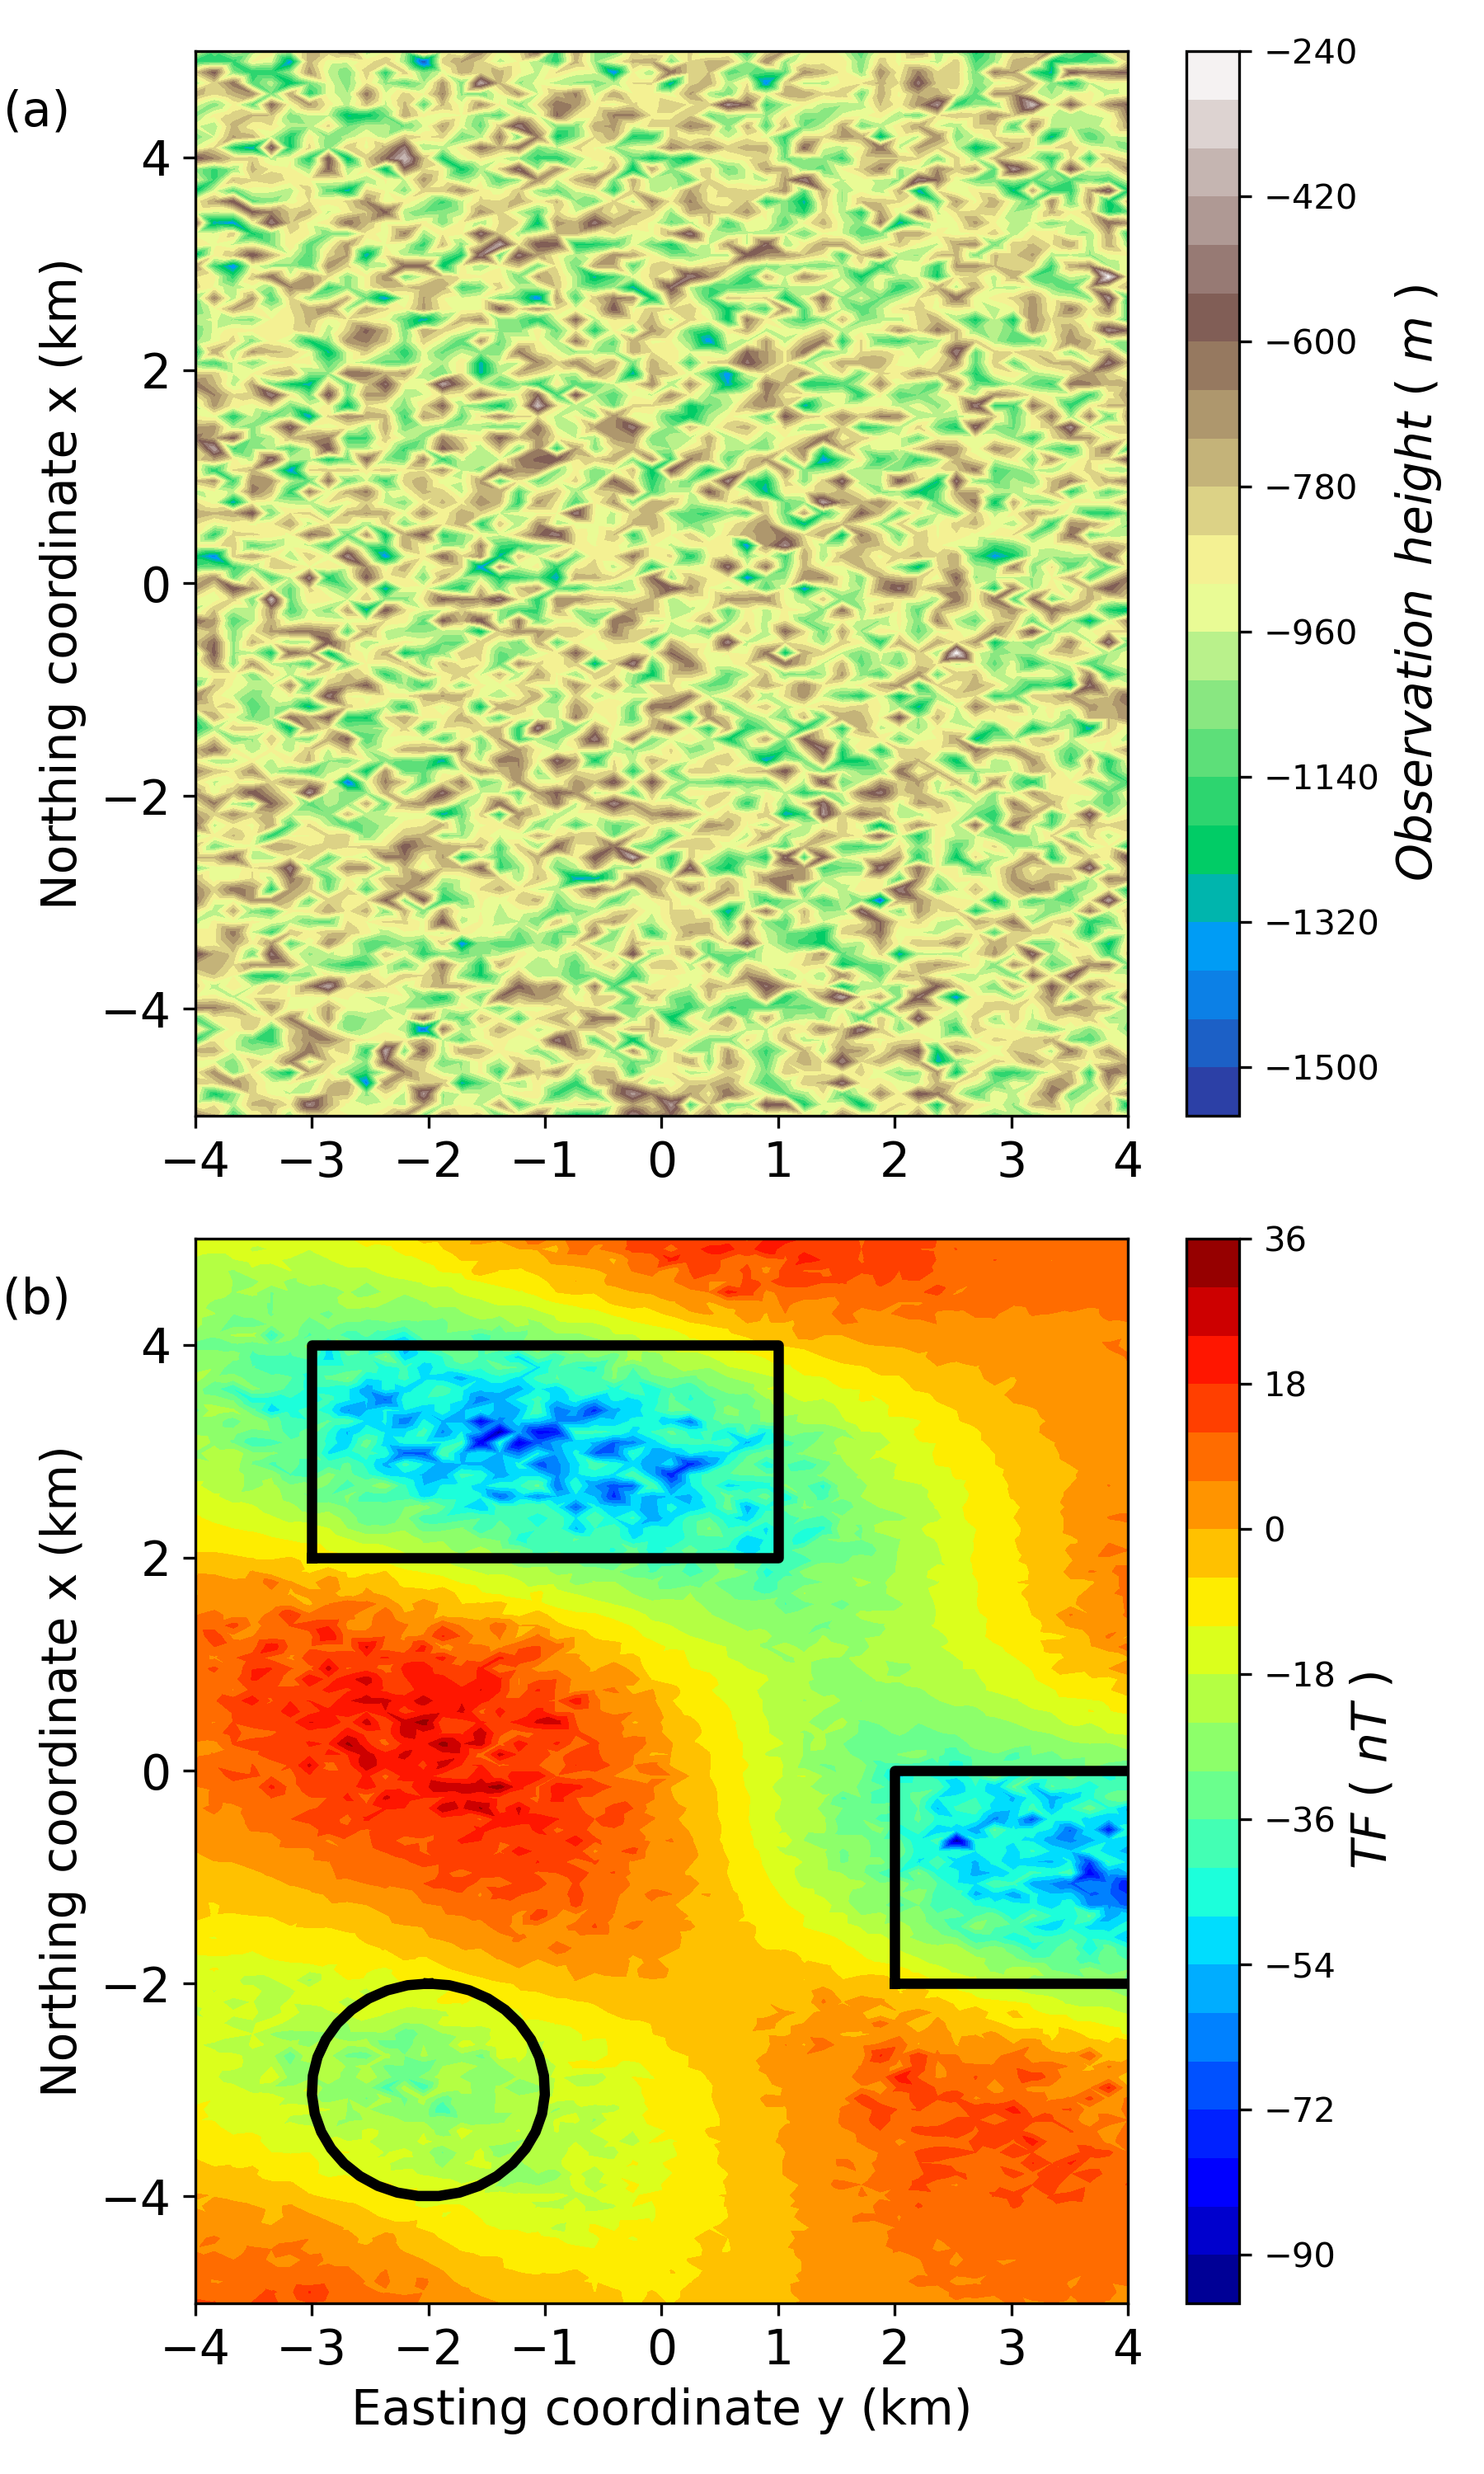 (a)
Northing coordinate x (km)
4
2
0
−2
−4
−4 −3 −2 −1 0 1 2 3 4
−240
−420
−600
−780
−960
−1140
−1320
−1500
Observation height ( m )
(b)
Northing coordinate x (km)
4
2
0
−2
−4
−4 −3 −2 −1 0 1 2 3 4
Easting coordinate y (km)
36
18
0
−18
−36
−54
−72
−90
TF ( nT )